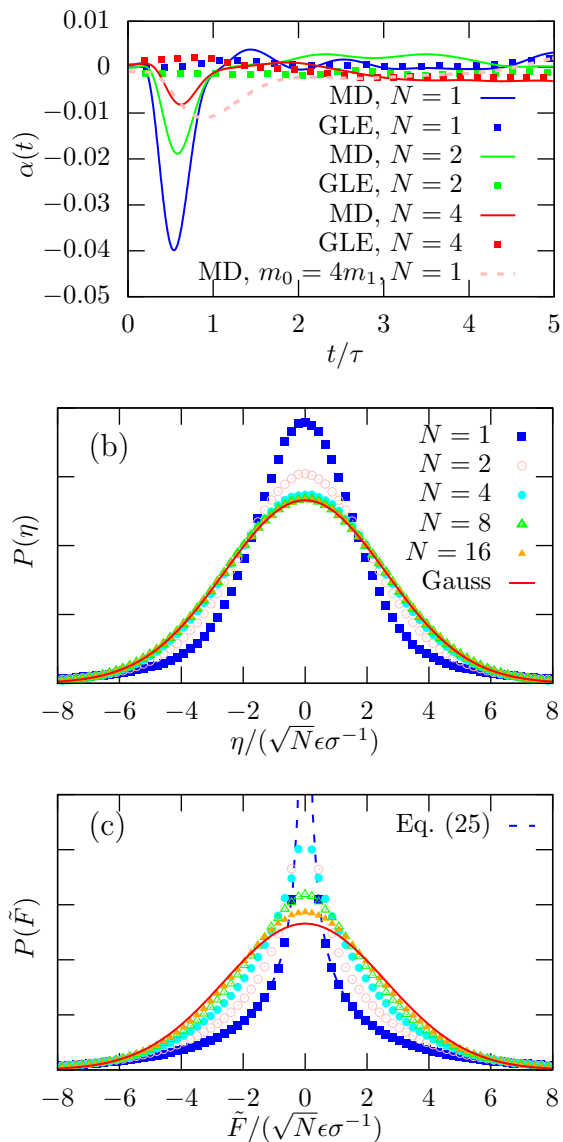 0.01
0
−0.01
−0.02
−0.03
−0.04
−0.05
α(t)
MD, N = 1
GLE, N = 1
MD, N = 2
GLE, N = 2
MD, N = 4
GLE, N = 4
MD, m₀ = 4m₁, N = 1
0 1 2 3 4 5
t/τ
(b)
N = 1
N = 2
N = 4
N = 8
N = 16
Gauss
P(η)
−8 −6 −4 −2 0 2 4 6 8
η/(√Nϵσ⁻¹)
(c)
Eq. (25)
P(F̃)
−8 −6 −4 −2 0 2 4 6 8
F̃/(√Nϵσ⁻¹)